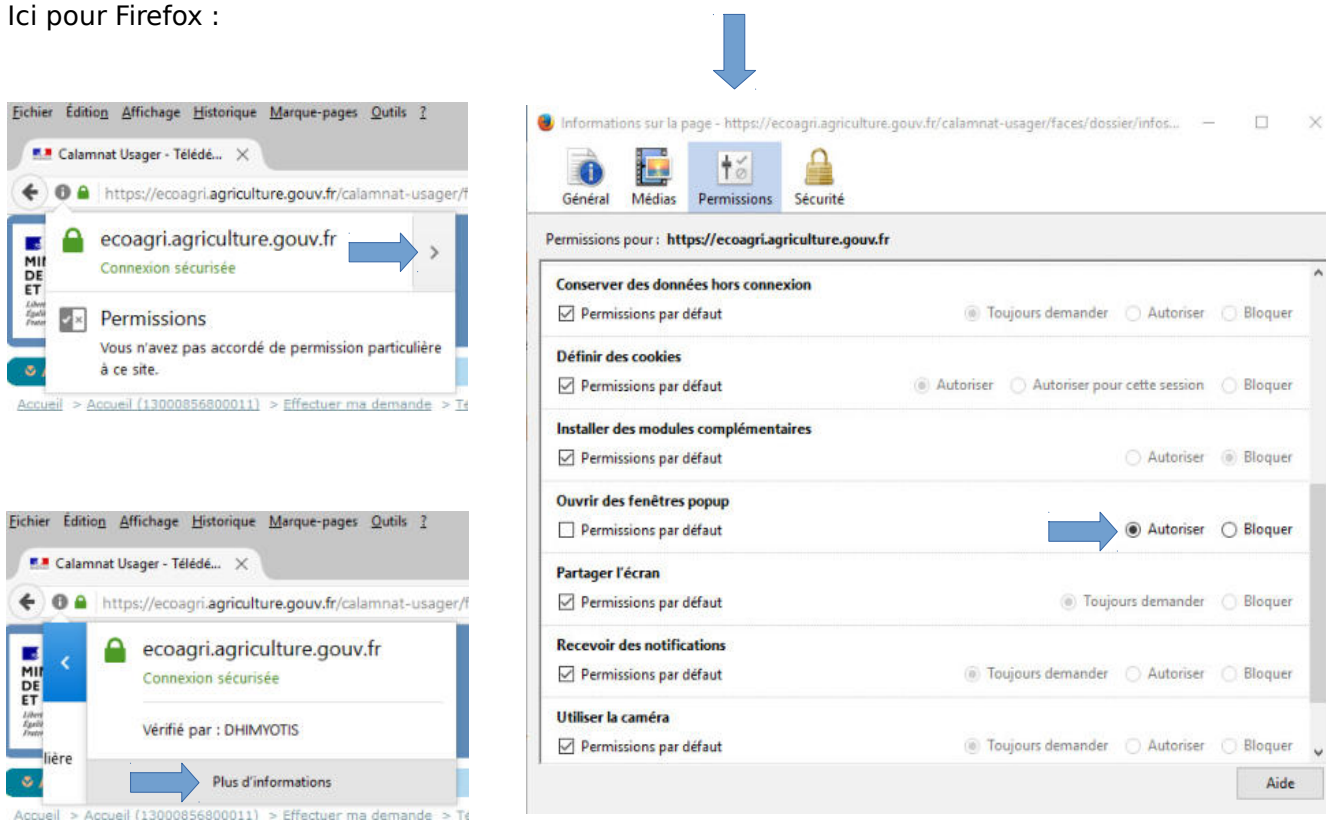 Ici pour Firefox :
Fichier Édition Affichage Historique Marque-pages Outils ?
Calamnat Usager - Télédé...
https://ecoagri.agriculture.gouv.fr/calamnat-usager/f
ecoagri.agriculture.gouv.fr
Connexion sécurisée
MI
DE
ET
Permissions
Vous n'avez pas accordé de permission particulière
à ce site.
Accueil > Accueil (13000856800011) > Effectuer ma demande > Té
Fichier Édition Affichage Historique Marque-pages Outils ?
Calamnat Usager - Télédé...
https://ecoagri.agriculture.gouv.fr/calamnat-usager/f
ecoagri.agriculture.gouv.fr
Connexion sécurisée
MI
DE
ET
Vérifié par : DHIMYOTIS
lière
Plus d'informations
Accueil > Accueil (13000856800011) > Effectuer ma demande > Té
Informations sur la page - https://ecoagri.agriculture.gouv.fr/calamnat-usager/faces/dossier/infos...
Général Médias Permissions Sécurité
Permissions pour : https://ecoagri.agriculture.gouv.fr
Conserver des données hors connexion
Permissions par défaut Toujours demander Autoriser Bloquer
Définir des cookies
Permissions par défaut Autoriser Autoriser pour cette session Bloquer
Installer des modules complémentaires
Permissions par défaut Autoriser Bloquer
Ouvrir des fenêtres popup
Permissions par défaut Autoriser Bloquer
Partager l'écran
Permissions par défaut Toujours demander Bloquer
Recevoir des notifications
Permissions par défaut Toujours demander Autoriser Bloquer
Utiliser la caméra
Permissions par défaut Toujours demander Autoriser Bloquer
Aide